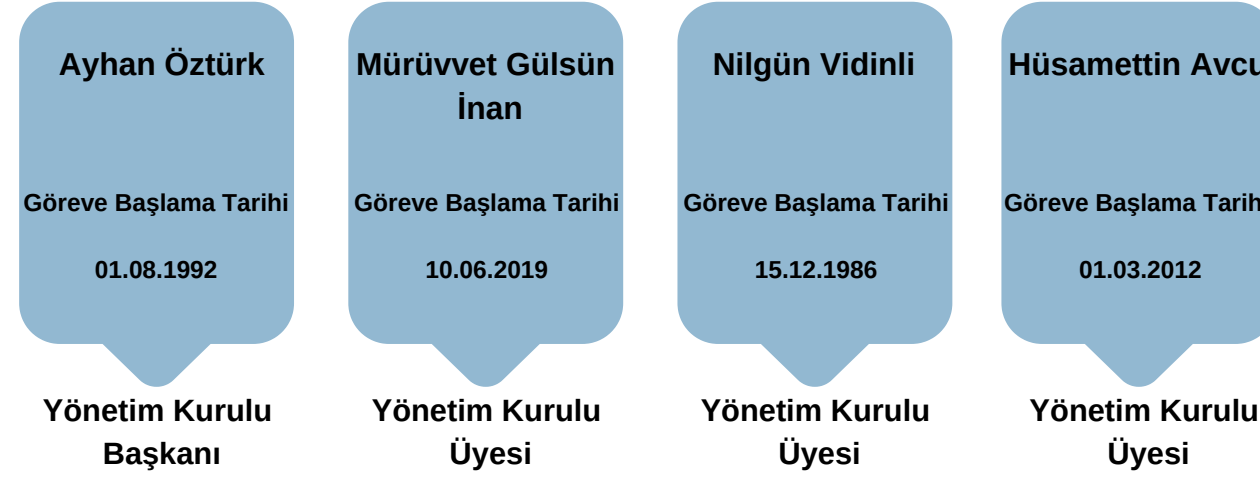 Ayhan Öztürk
Göreve Başlama Tarihi
01.08.1992
Yönetim Kurulu
Başkanı
Mürüvvet Gülsün
İnan
Göreve Başlama Tarihi
10.06.2019
Yönetim Kurulu
Üyesi
Nilgün Vidinli
Göreve Başlama Tarihi
15.12.1986
Yönetim Kurulu
Üyesi
Hüsamettin Avcu
Göreve Başlama Tarih
01.03.2012
Yönetim Kurulu
Üyesi